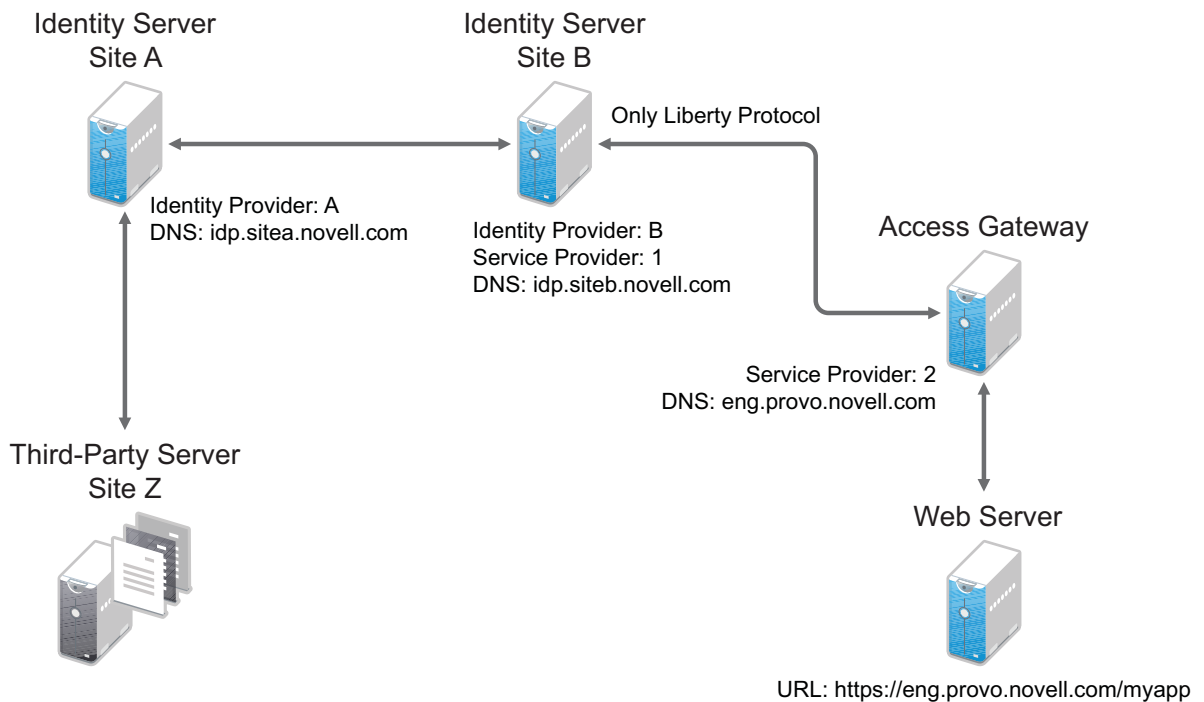 Identity Server
Site A
Identity Server
Site B
Only Liberty Protocol
Identity Provider: A
DNS: idp.sitea.novell.com
Identity Provider: B
Service Provider: 1
DNS: idp.siteb.novell.com
Access Gateway
Service Provider: 2
DNS: eng.provo.novell.com
Third-Party Server
Site Z
Web Server
URL: https://eng.provo.novell.com/myapp